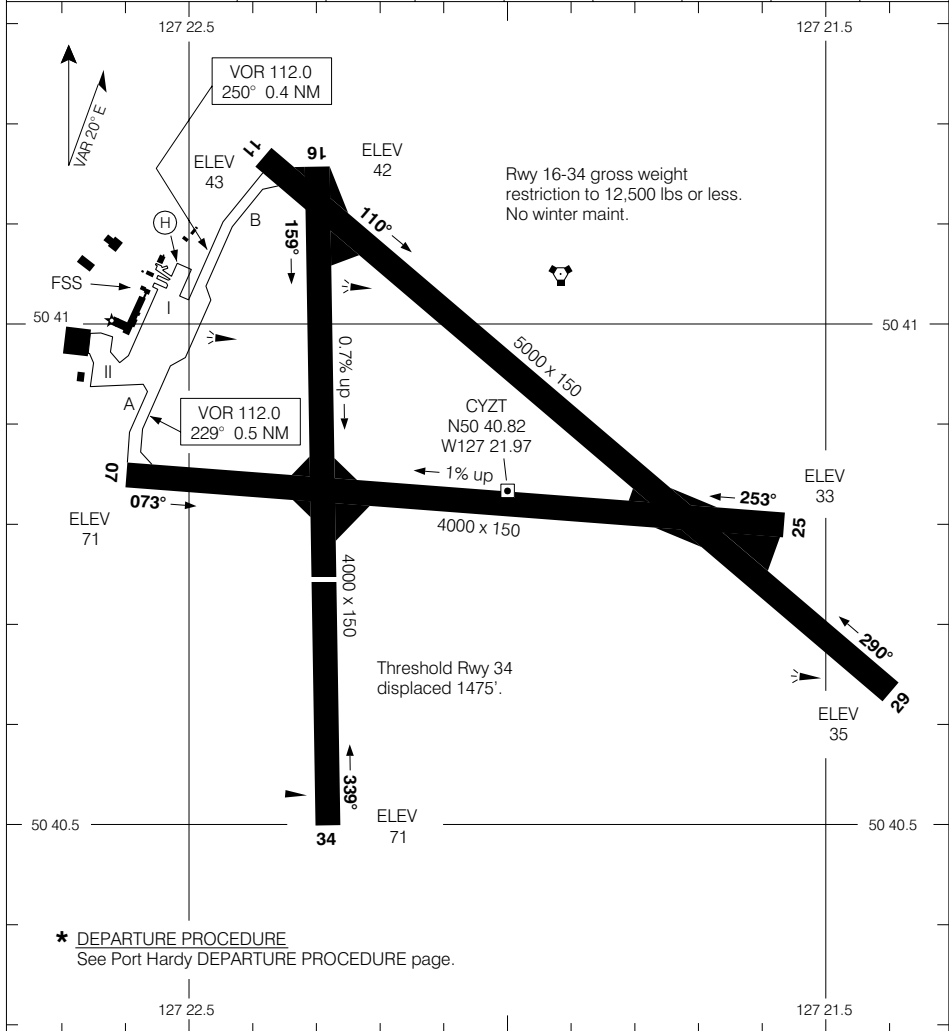 127 22.5
127 21.5
VOR 112.0
250° 0.4 NM
VAR 20° E
11
16
ELEV
43
ELEV
42
Rwy 16-34 gross weight
restriction to 12,500 lbs or less.
No winter maint.
B
110°
159°
H
FSS
I
50 41
50 41
5000 x 150
0.7% up
II
A
VOR 112.0
229° 0.5 NM
CYZT
N50 40.82
W127 21.97
07
1% up
ELEV
33
073°
253°
25
ELEV
71
4000 x 150
4000 x 150
Threshold Rwy 34
displaced 1475'.
290°
29
ELEV
35
339°
ELEV
71
50 40.5
50 40.5
34
* DEPARTURE PROCEDURE
See Port Hardy DEPARTURE PROCEDURE page.
127 22.5
127 21.5